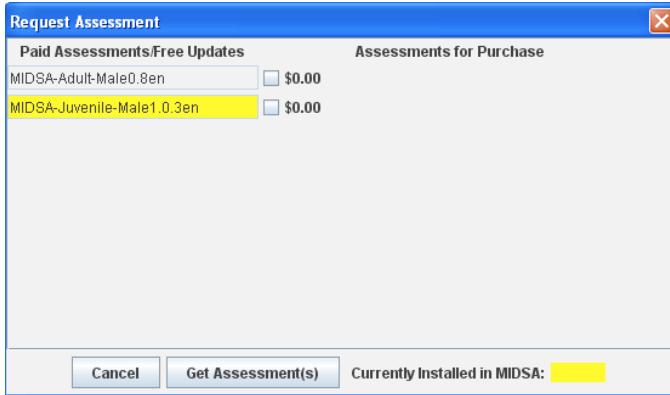 Request Assessment
Paid Assessments/Free Updates Assessments for Purchase
MIDSA-Adult-Male0.8en $0.00
MIDSA-Juvenile-Male1.0.3en $0.00
Cancel Get Assessment(s) Currently Installed in MIDSA: